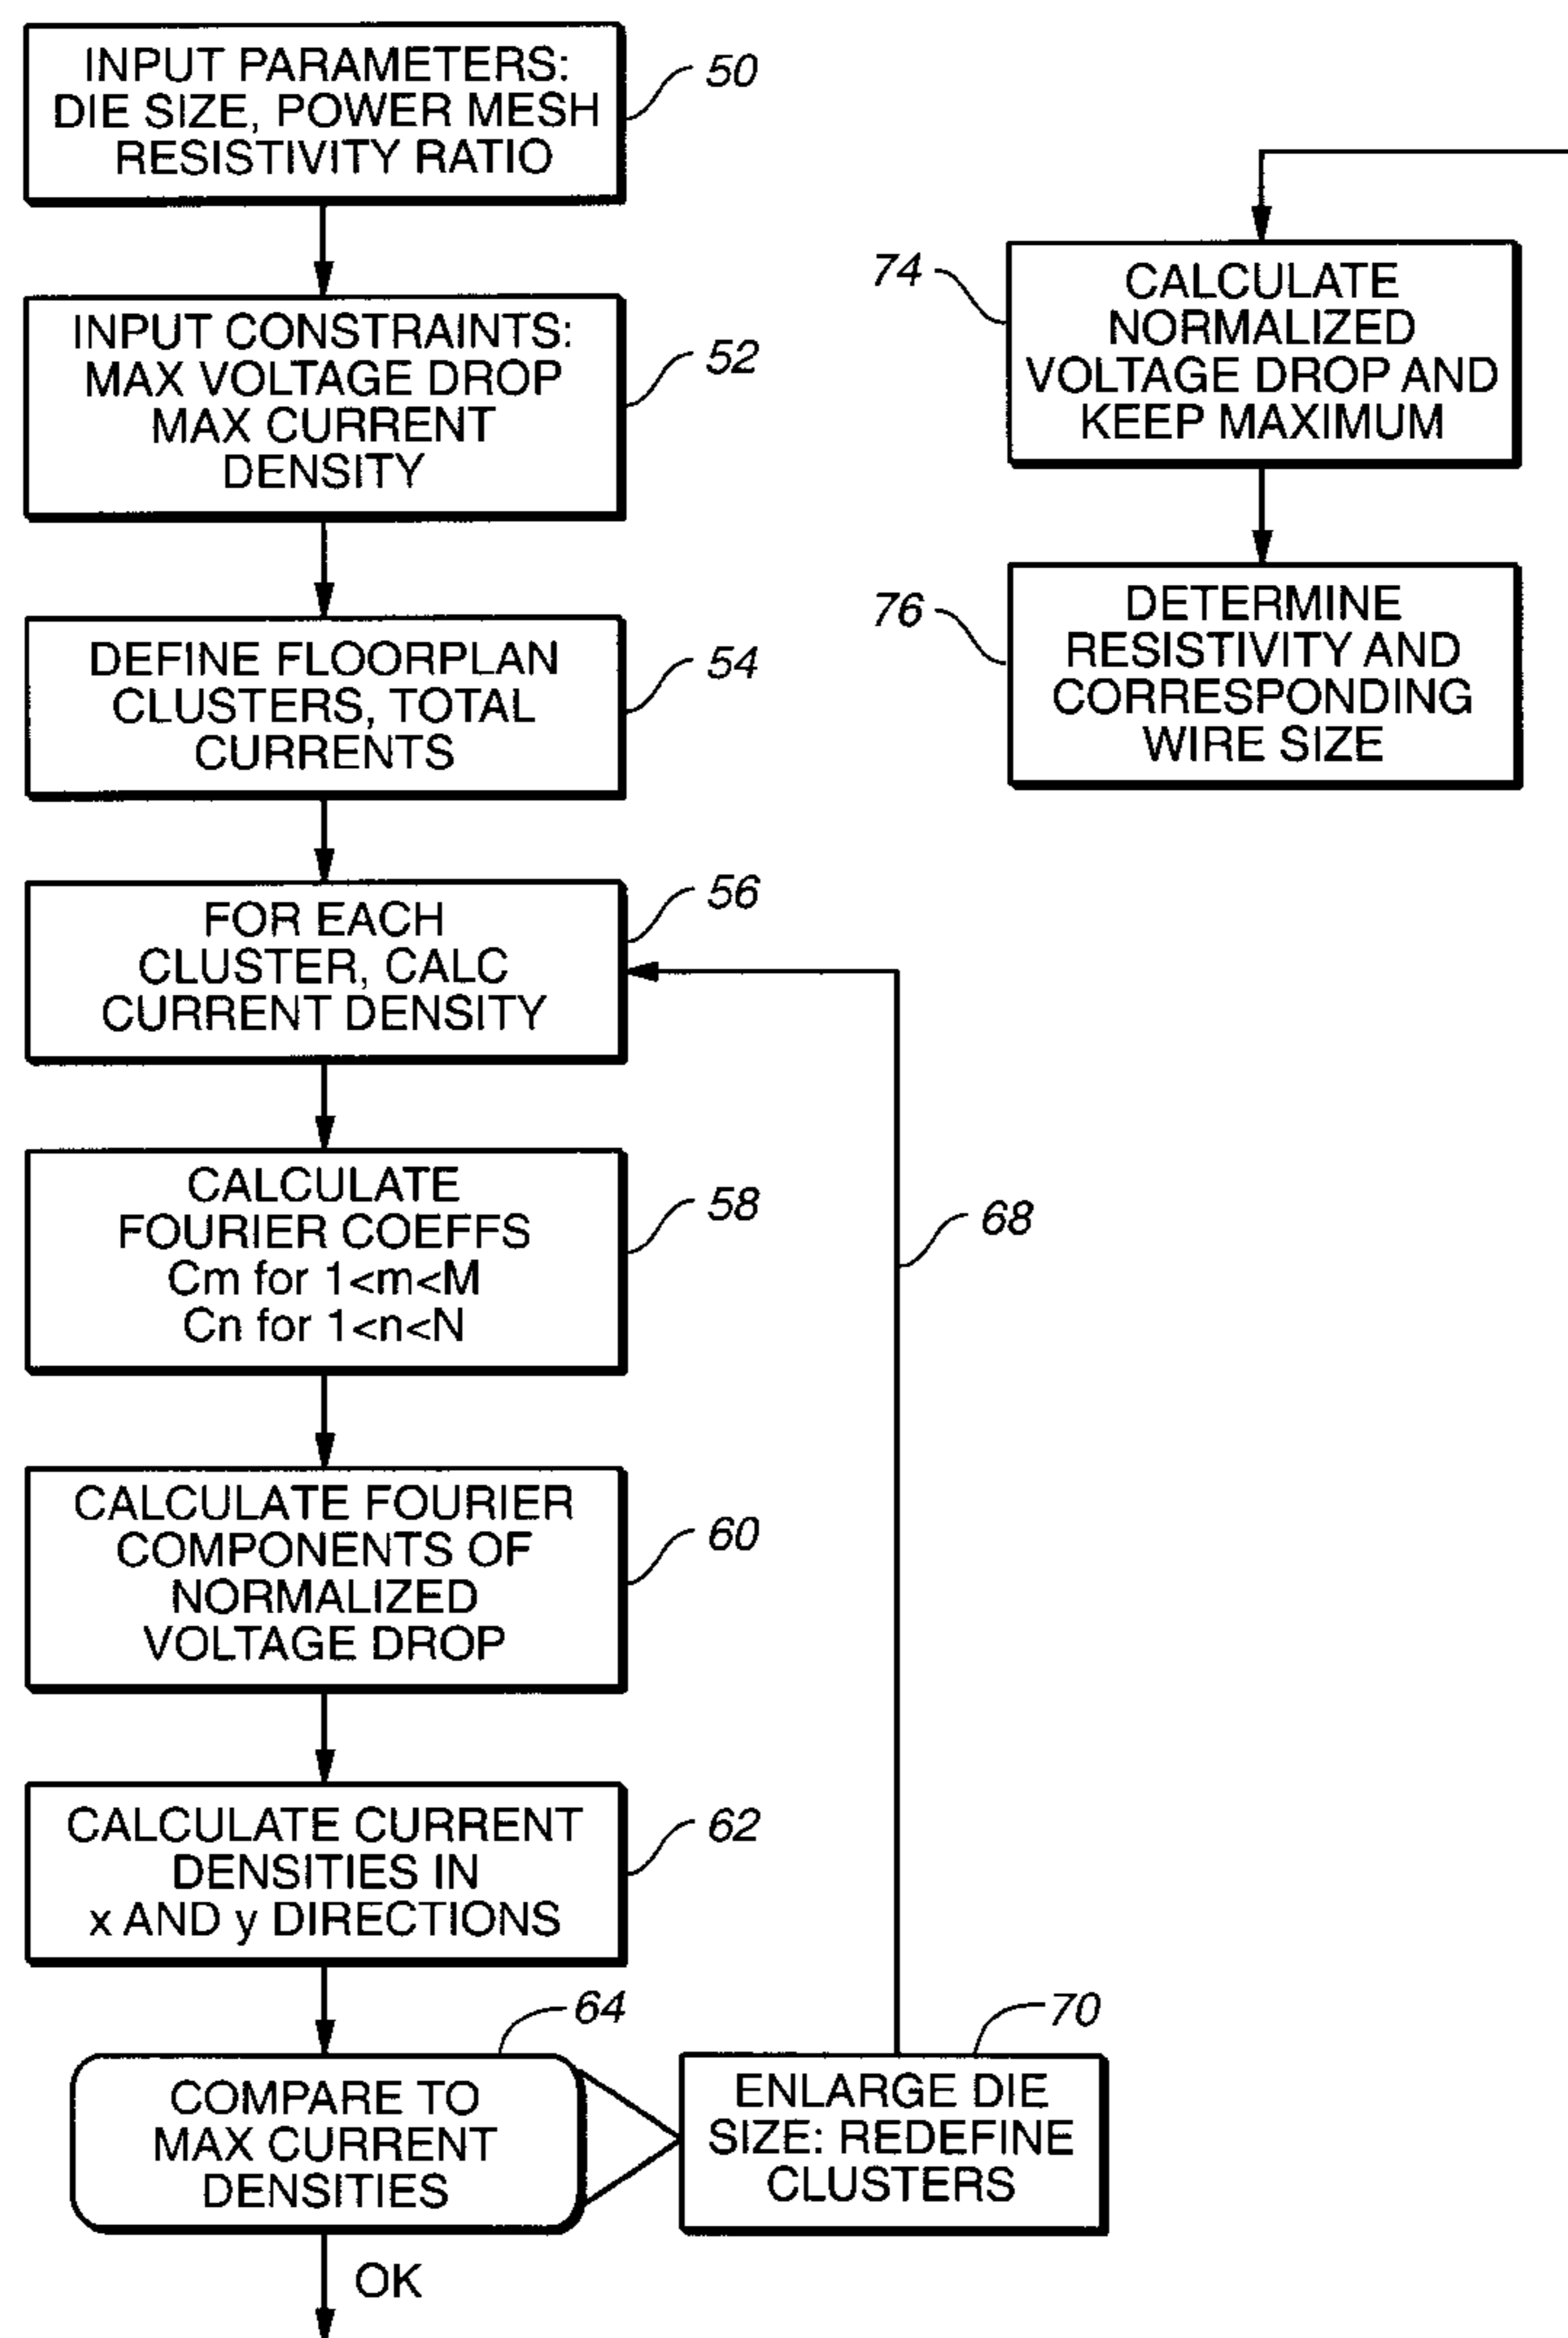 INPUT PARAMETERS:
DIE SIZE, POWER MESH
RESISTIVITY RATIO
50
INPUT CONSTRAINTS:
MAX VOLTAGE DROP
MAX CURRENT
DENSITY
52
DEFINE FLOORPLAN
CLUSTERS, TOTAL
CURRENTS
54
FOR EACH
CLUSTER, CALC
CURRENT DENSITY
56
CALCULATE
FOURIER COEFFS
Cm for 1<m<M
Cn for 1<n<N
58
CALCULATE FOURIER
COMPONENTS OF
NORMALIZED
VOLTAGE DROP
60
CALCULATE CURRENT
DENSITIES IN
x AND y DIRECTIONS
62
COMPARE TO
MAX CURRENT
DENSITIES
64
OK
ENLARGE DIE
SIZE: REDEFINE
CLUSTERS
70
68
CALCULATE
NORMALIZED
VOLTAGE DROP AND
KEEP MAXIMUM
74
DETERMINE
RESISTIVITY AND
CORRESPONDING
WIRE SIZE
76